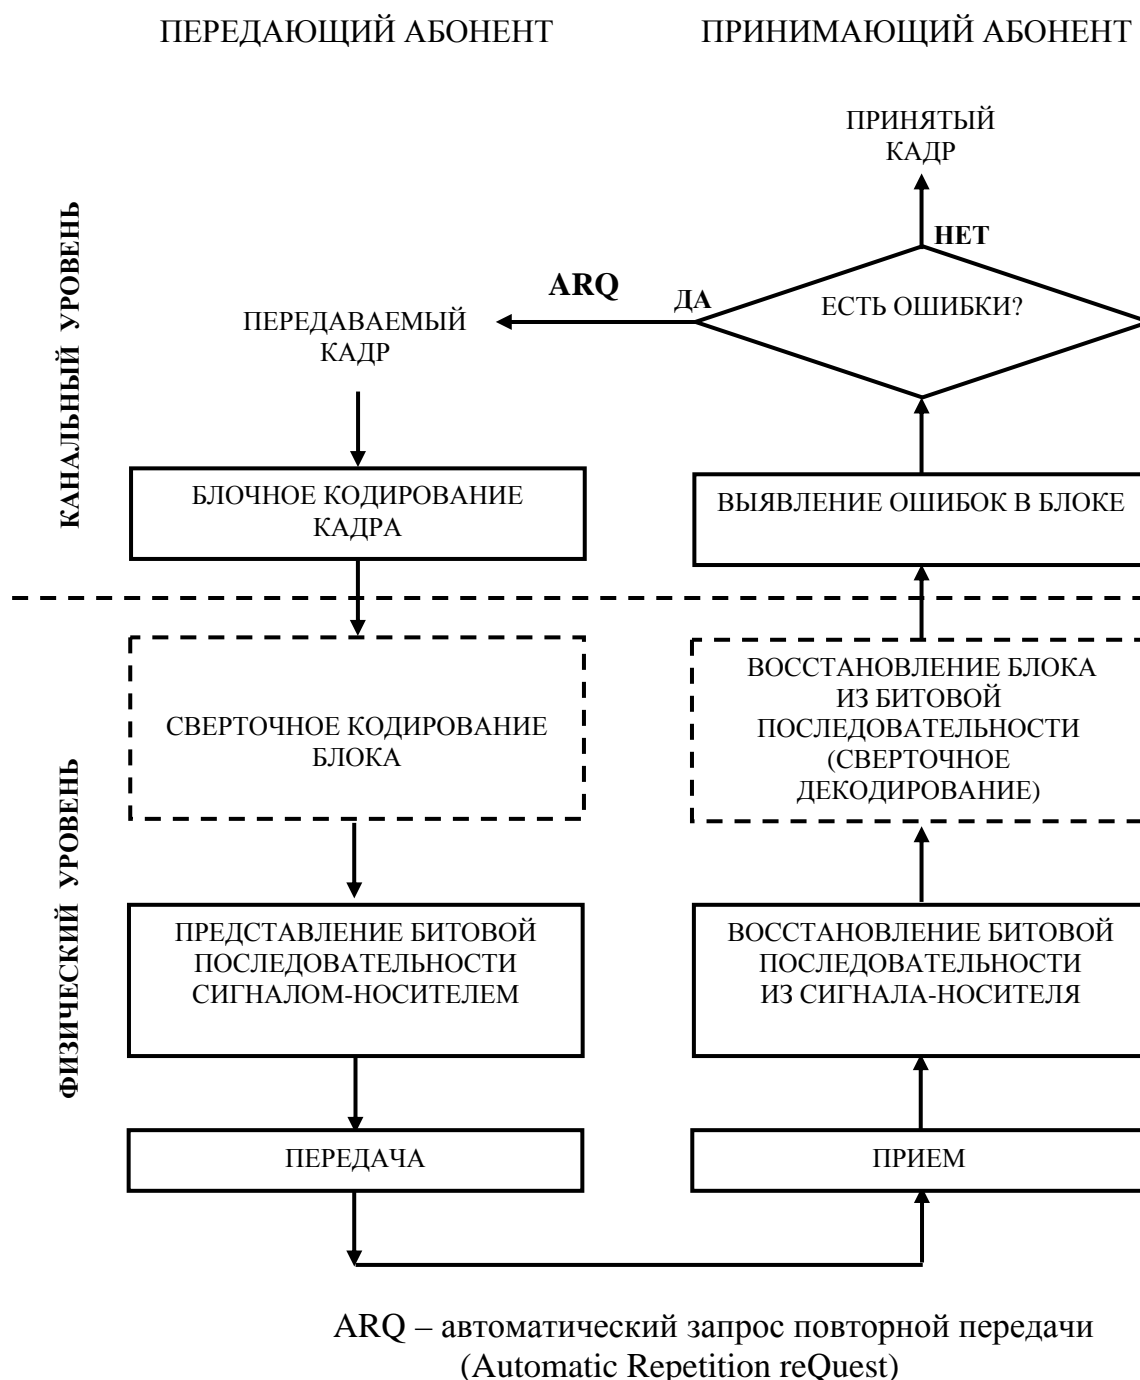 ПЕРЕДАЮЩИЙ АБОНЕНТ
ПРИНИМАЮЩИЙ АБОНЕНТ
ПРИНЯТЫЙ
КАДР
НЕТ
ЕСТЬ ОШИБКИ?
ДА
ARQ
ПЕРЕДАВАЕМЫЙ
КАДР
КАНАЛЬНЫЙ УРОВЕНЬ
БЛОЧНОЕ КОДИРОВАНИЕ
КАДРА
ВЫЯВЛЕНИЕ ОШИБОК В БЛОКЕ
СВЕРТОЧНОЕ КОДИРОВАНИЕ
БЛОКА
ВОССТАНОВЛЕНИЕ БЛОКА
ИЗ БИТОВОЙ
ПОСЛЕДОВАТЕЛЬНОСТИ
(СВЕРТОЧНОЕ
ДЕКОДИРОВАНИЕ)
ФИЗИЧЕСКИЙ УРОВЕНЬ
ПРЕДСТАВЛЕНИЕ БИТОВОЙ
ПОСЛЕДОВАТЕЛЬНОСТИ
СИГНАЛОМ-НОСИТЕЛЕМ
ВОССТАНОВЛЕНИЕ БИТОВОЙ
ПОСЛЕДОВАТЕЛЬНОСТИ
ИЗ СИГНАЛА-НОСИТЕЛЯ
ПЕРЕДАЧА
ПРИЕМ
ARQ – автоматический запрос повторной передачи
(Automatic Repetition reQuest)